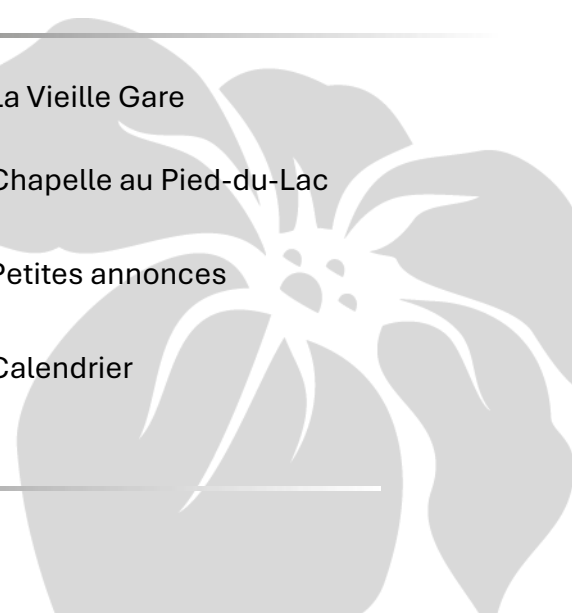 La Vieille Gare
Chapelle au Pied-du-Lac
Petites annonces
Calendrier